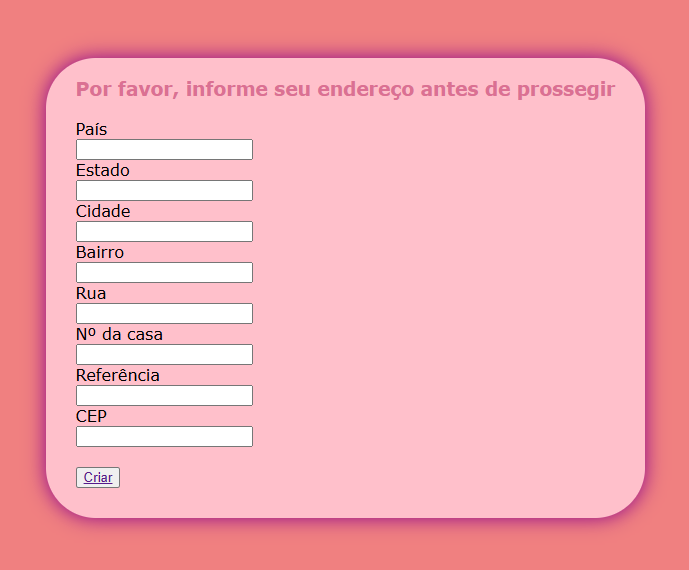 Por favor, informe seu endereço antes de prossegir
País
Estado
Cidade
Bairro
Rua
Nº da casa
Referência
CEP
Criar